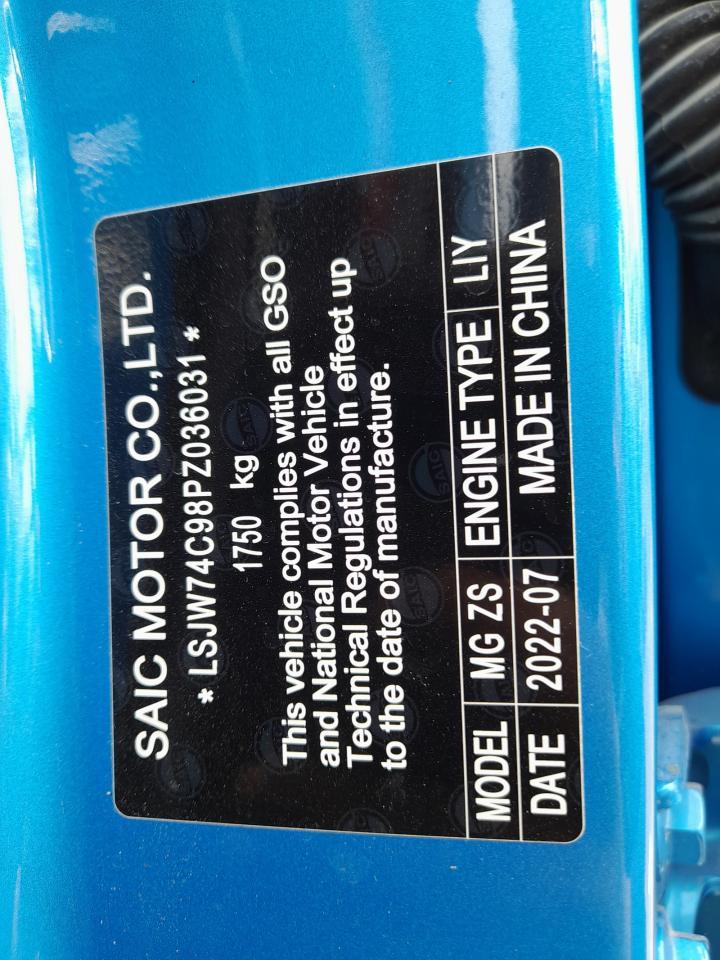 SAIC MOTOR CO.,LTD.
* LSJW74C98PZ036031 *
1750 kg
This vehicle complies with all GSO
and National Motor Vehicle
Technical Regulations in effect up
to the date of manufacture.
MODEL MG ZS ENGINE TYPE LIY
DATE 2022-07 MADE IN CHINA